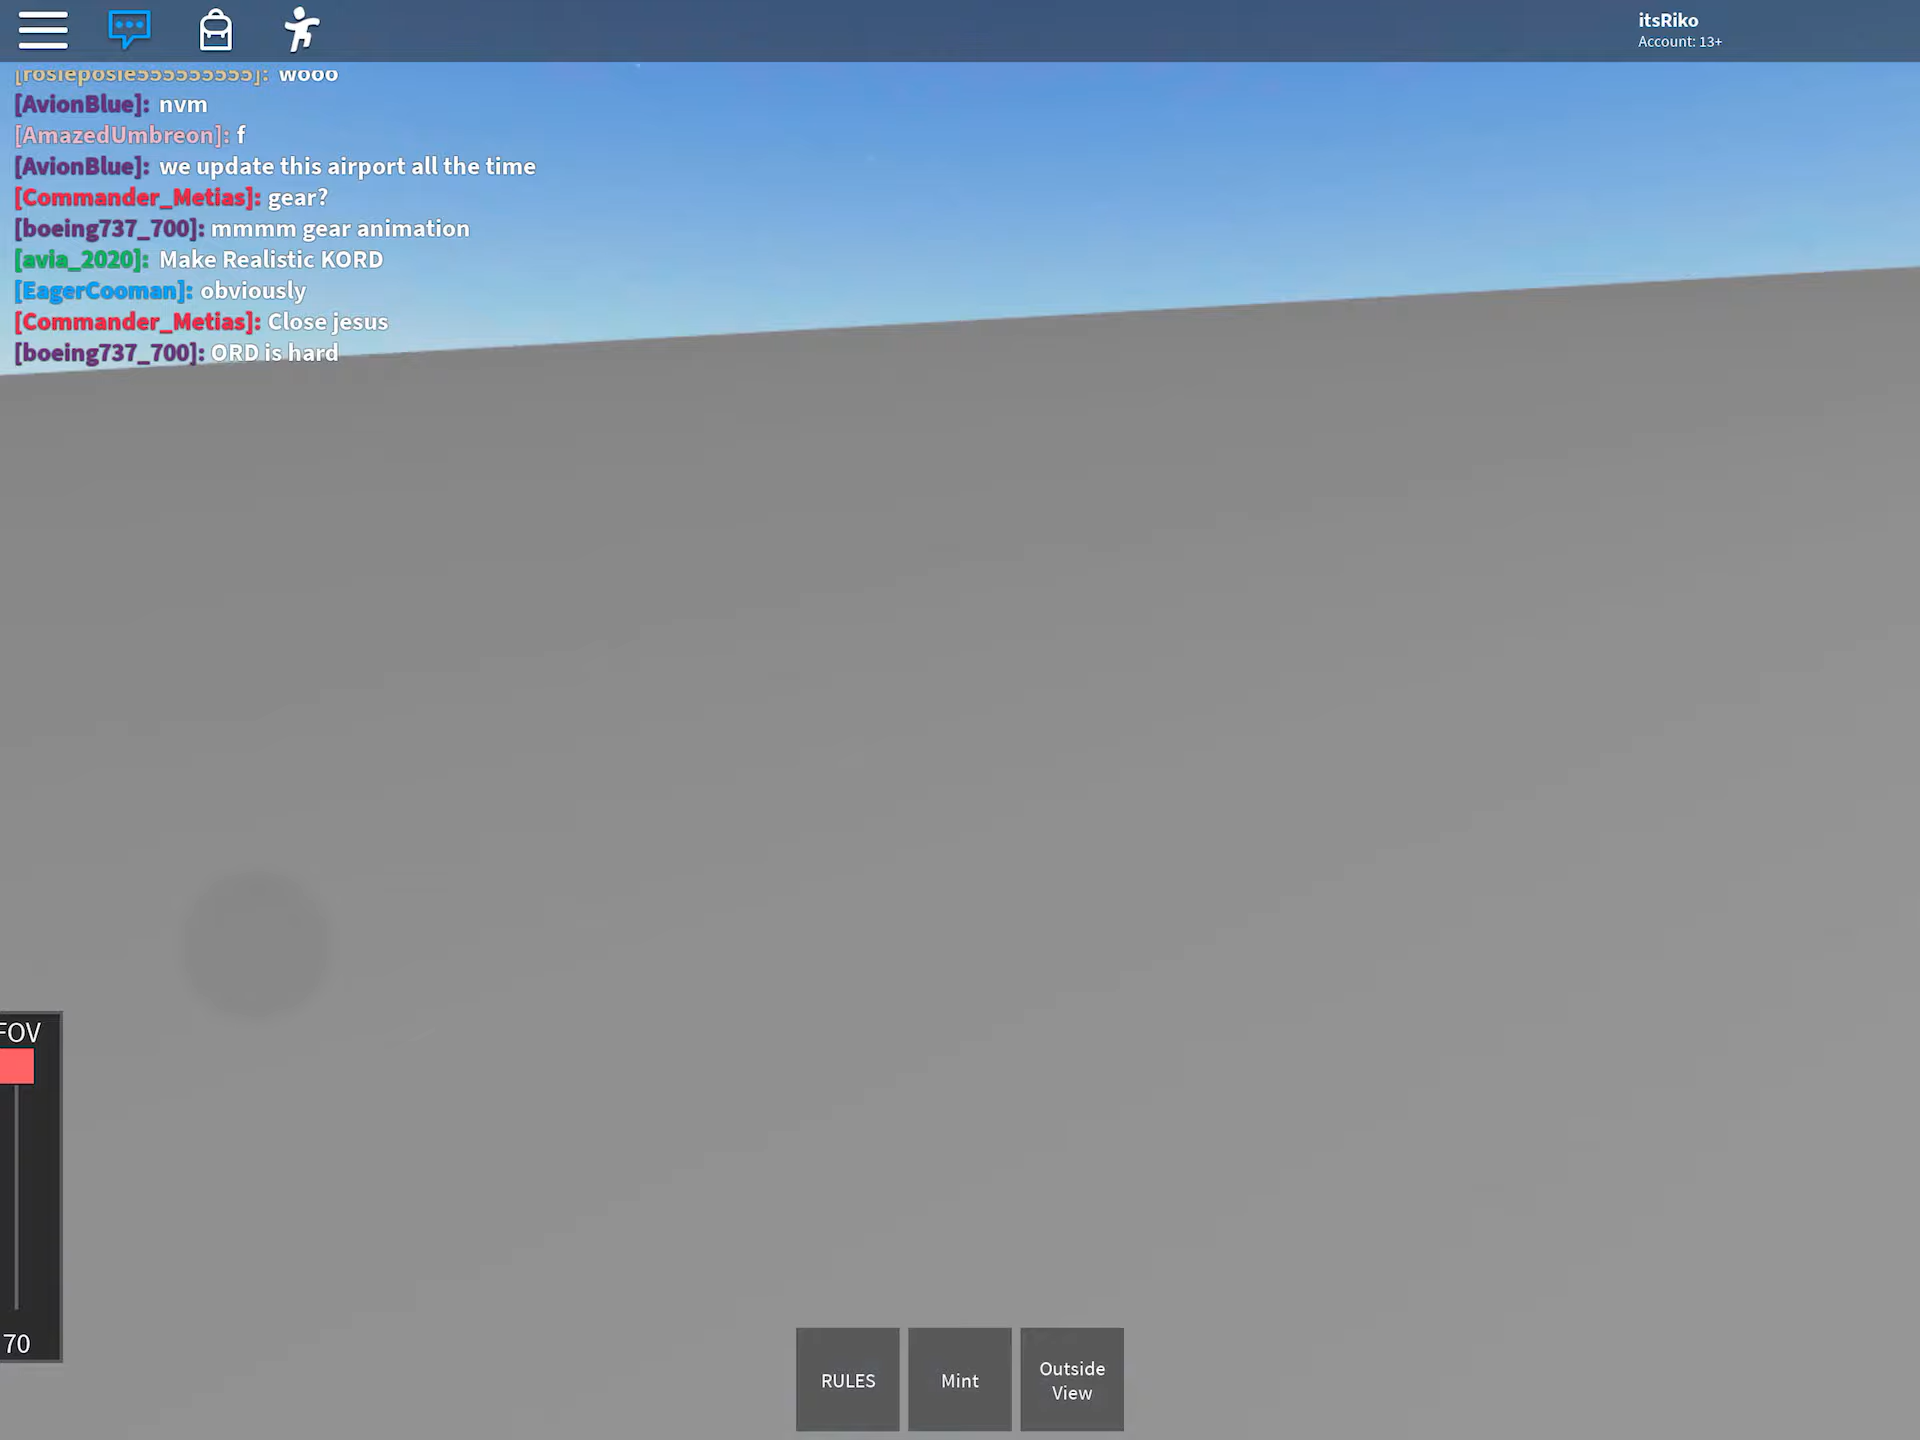 itsRiko
Account: 13+
[rosieposie555555555]: wooo
[AvionBlue]: nvm
[AmazedUmbreon]: f
[AvionBlue]: we update this airport all the time
[Commander_Metias]: gear?
[boeing737_700]: mmmm gear animation
[avia_2020]: Make Realistic KORD
[EagerCooman]: obviously
[Commander_Metias]: Close jesus
[boeing737_700]: ORD is hard
FOV
70
RULES
Mint
Outside
View